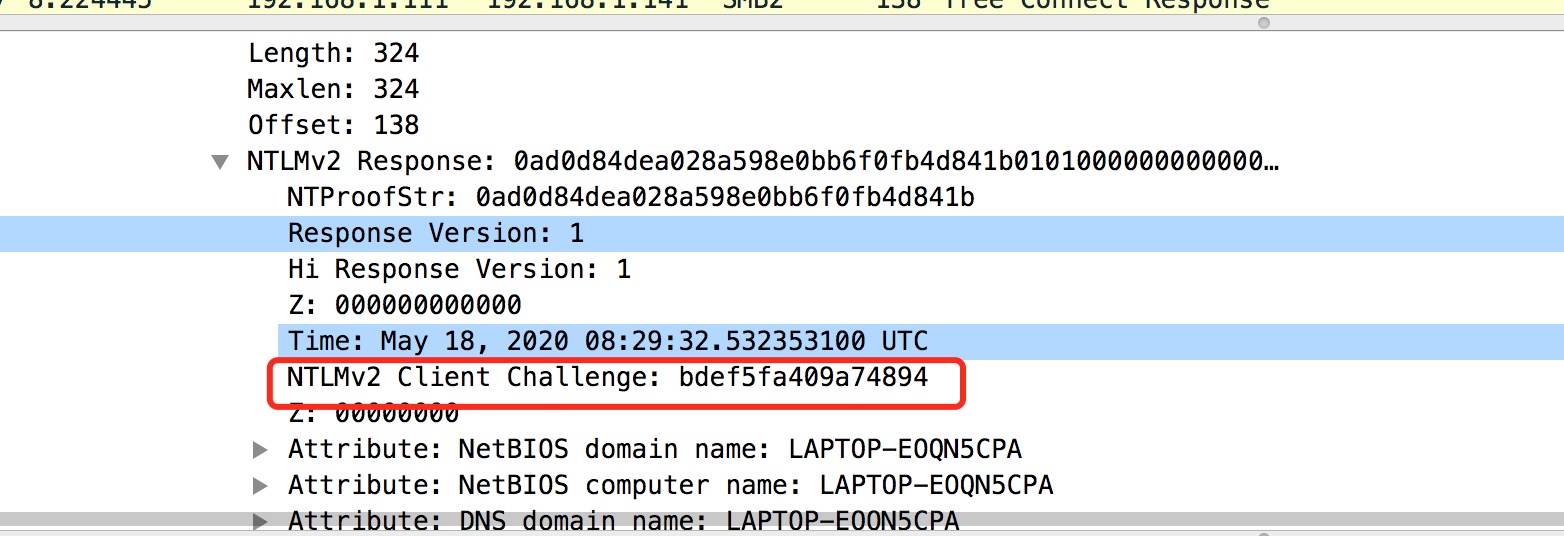 8.224445 192.168.1.111 192.168.1.141 SMB2 138 Tree Connect Response
Length: 324
Maxlen: 324
Offset: 138
NTLMv2 Response: 0ad0d84dea028a598e0bb6f0fb4d841b0101000000000000…
NTProofStr: 0ad0d84dea028a598e0bb6f0fb4d841b
Response Version: 1
Hi Response Version: 1
Z: 000000000000
Time: May 18, 2020 08:29:32.532353100 UTC
NTLMv2 Client Challenge: bdef5fa409a74894
Z: 00000000
Attribute: NetBIOS domain name: LAPTOP-EOQN5CPA
Attribute: NetBIOS computer name: LAPTOP-EOQN5CPA
Attribute: DNS domain name: LAPTOP-EOQN5CPA